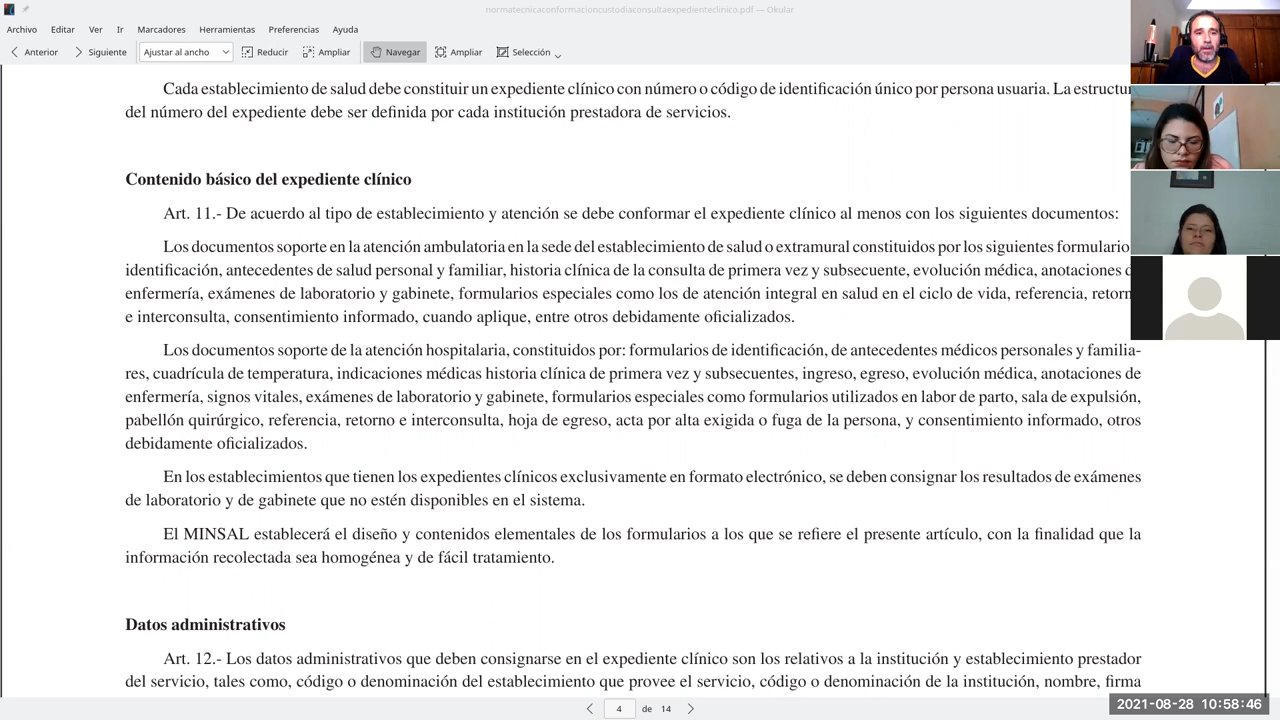 normatecnicaconformacioncustodiaconsultaexpedienteclinico.pdf — Okular
Archivo Editar Ver Ir Marcadores Herramientas Preferencias Ayuda
Anterior Siguiente Ajustar al ancho Reducir Ampliar Navegar Ampliar Selección
Cada establecimiento de salud debe constituir un expediente clínico con número o código de identificación único por persona usuaria. La estructur
del número del expediente debe ser definida por cada institución prestadora de servicios.
Contenido básico del expediente clínico
Art. 11.- De acuerdo al tipo de establecimiento y atención se debe conformar el expediente clínico al menos con los siguientes documentos:
Los documentos soporte en la atención ambulatoria en la sede del establecimiento de salud o extramural constituidos por los siguientes formulario
identificación, antecedentes de salud personal y familiar, historia clínica de la consulta de primera vez y subsecuente, evolución médica, anotaciones d
enfermería, exámenes de laboratorio y gabinete, formularios especiales como los de atención integral en salud en el ciclo de vida, referencia, retorn
e interconsulta, consentimiento informado, cuando aplique, entre otros debidamente oficializados.
Los documentos soporte de la atención hospitalaria, constituidos por: formularios de identificación, de antecedentes médicos personales y familia-
res, cuadrícula de temperatura, indicaciones médicas historia clínica de primera vez y subsecuentes, ingreso, egreso, evolución médica, anotaciones de
enfermería, signos vitales, exámenes de laboratorio y gabinete, formularios especiales como formularios utilizados en labor de parto, sala de expulsión,
pabellón quirúrgico, referencia, retorno e interconsulta, hoja de egreso, acta por alta exigida o fuga de la persona, y consentimiento informado, otros
debidamente oficializados.
En los establecimientos que tienen los expedientes clínicos exclusivamente en formato electrónico, se deben consignar los resultados de exámenes
de laboratorio y de gabinete que no estén disponibles en el sistema.
El MINSAL establecerá el diseño y contenidos elementales de los formularios a los que se refiere el presente artículo, con la finalidad que la
información recolectada sea homogénea y de fácil tratamiento.
Datos administrativos
Art. 12.- Los datos administrativos que deben consignarse en el expediente clínico son los relativos a la institución y establecimiento prestador
del servicio, tales como, código o denominación del establecimiento que provee el servicio, código o denominación de la institución, nombre, firma
4 de 14
2021-08-28 10:58:46